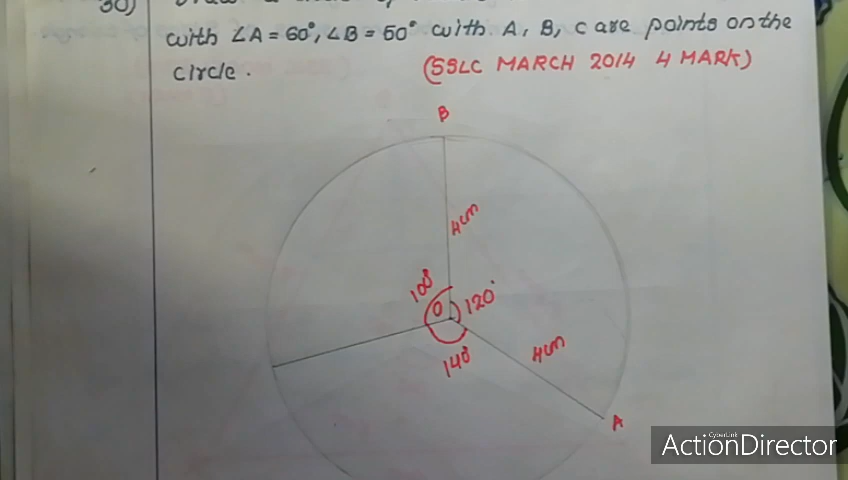 30)
with ∠A = 60°, ∠B = 50° with A, B, C are points on the
circle.
(SSLC MARCH 2014 4 MARK)
B
4cm
100°
O
120°
140°
4cm
A
CyberLink
ActionDirector